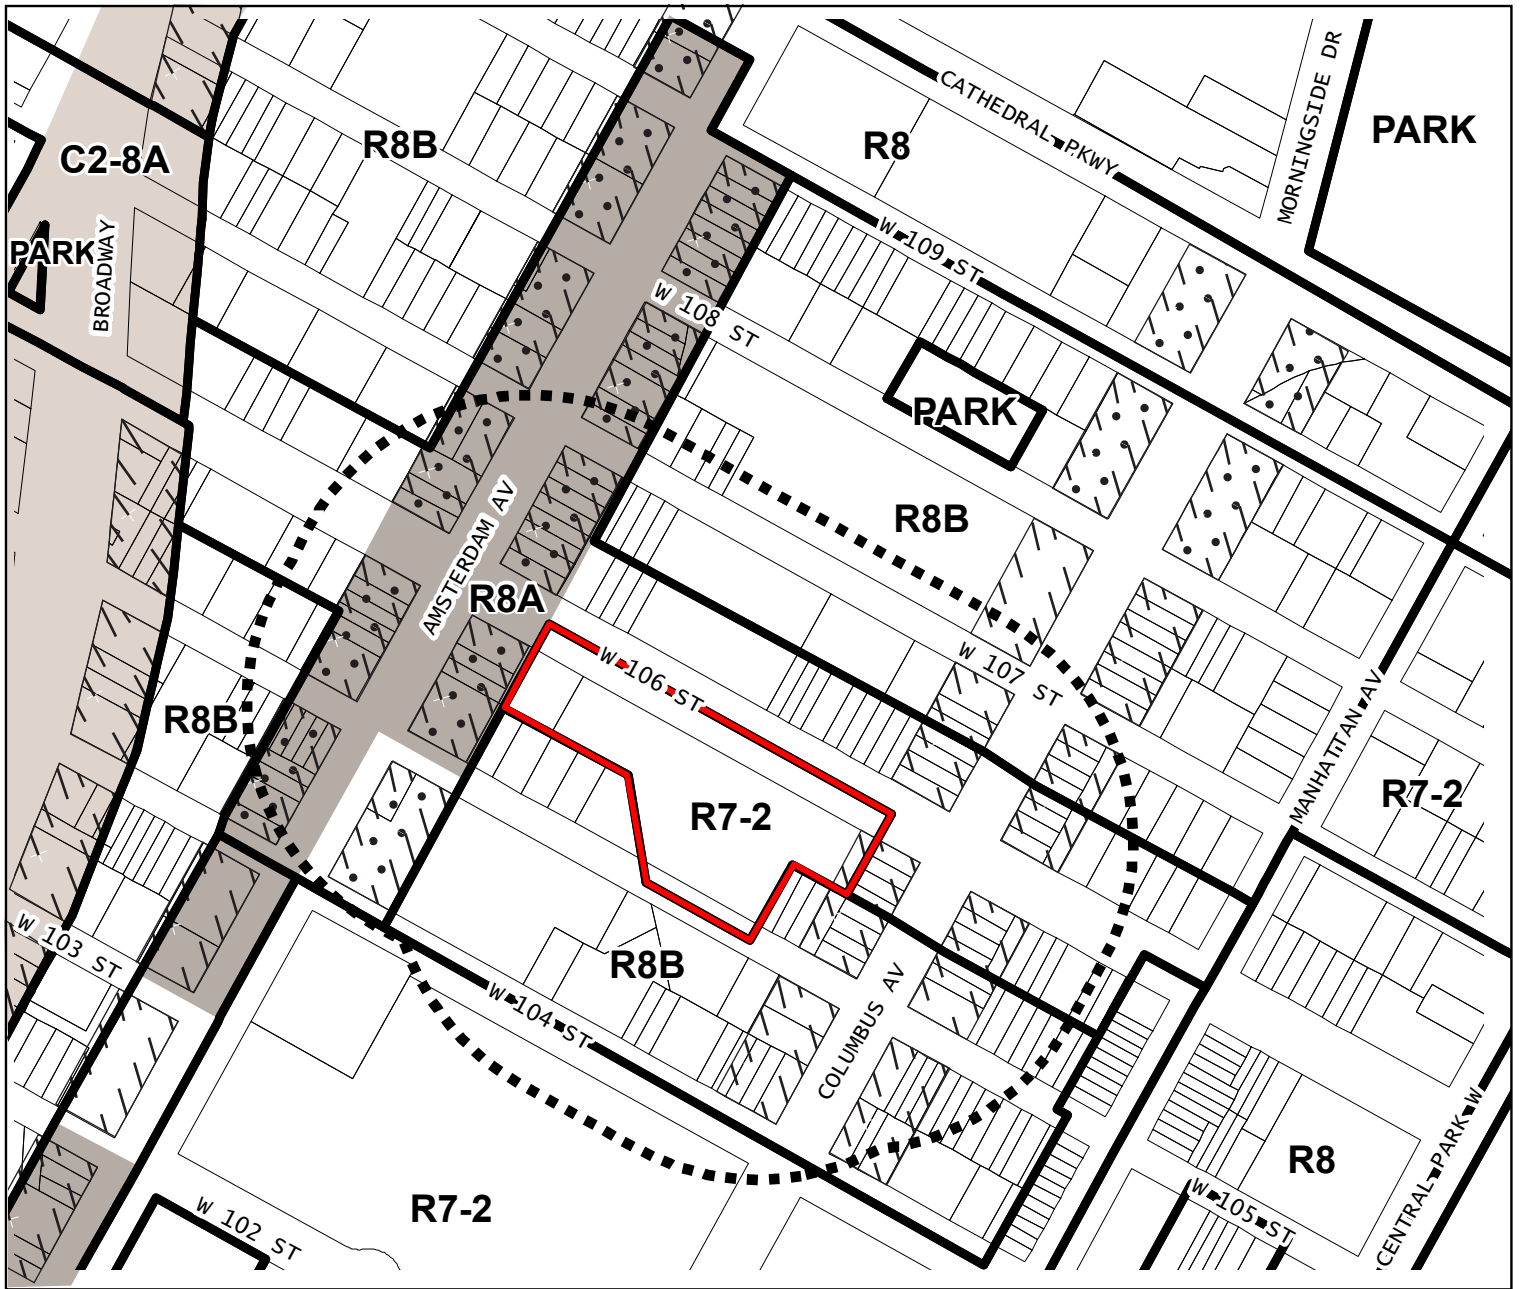 CATHEDRAL PKWY
MORNINGSIDE DR
PARK
R8B
R8
C2-8A
BROADWAY
PARK
W 109 ST
W 108 ST
PARK
R8B
AMSTERDAM AV
R8A
W 107 ST
W 106 ST
R8B
MANHATTAN AV
R7-2
R7-2
W 103 ST
R8B
W 104 ST
COLUMBUS AV
R8
CENTRAL PARK W
W 105 ST
R7-2
W 102 ST